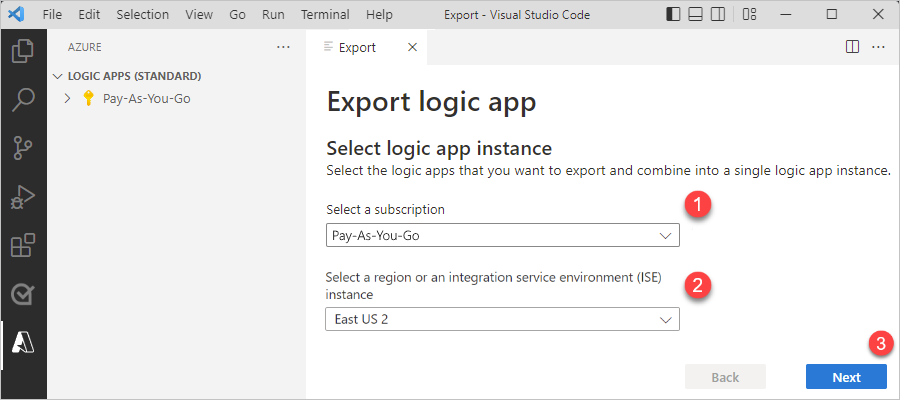 File Edit Selection View Go Run Terminal Help Export - Visual Studio Code
AZURE
LOGIC APPS (STANDARD)
Pay-As-You-Go
Export
Export logic app
Select logic app instance
Select the logic apps that you want to export and combine into a single logic app instance.
1
Select a subscription
Pay-As-You-Go
Select a region or an integration service environment (ISE)
instance
2
East US 2
3
Back Next